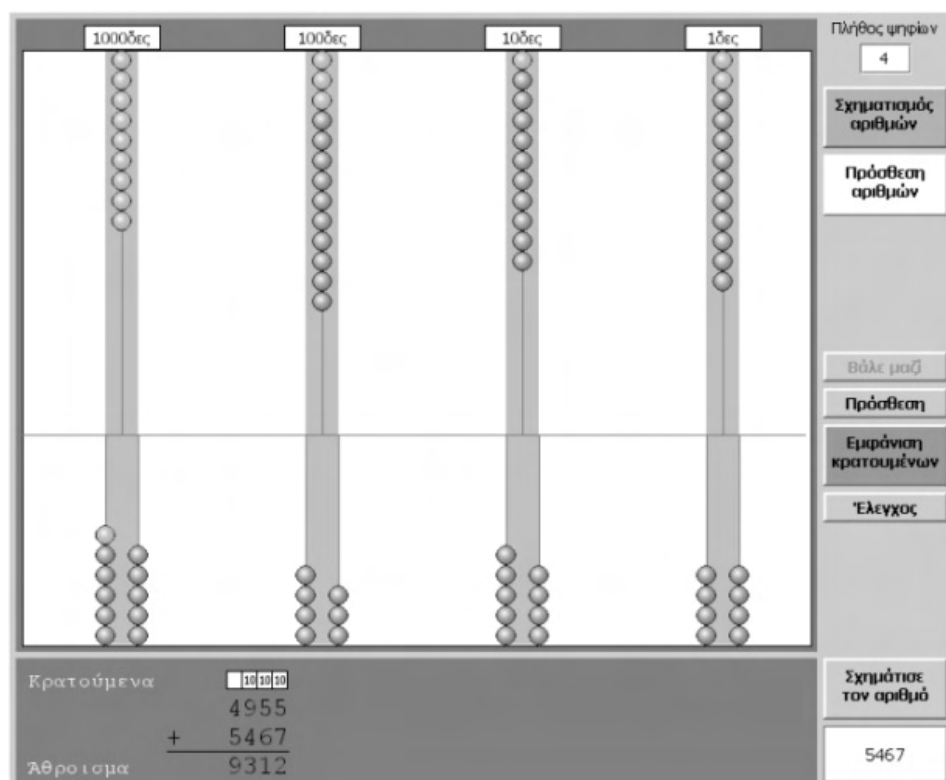 1000δες 100δες 10δες 1δες
Πλήθος ψηφίων
4
Σχηματισμός
αριθμών
Πρόσθεση
αριθμών
Βάλε μαζί
Πρόσθεση
Εμφάνιση
κρατουμένων
Έλεγχος
Κρατούμενα 10 10 10
4955
+ 5467
Άθροισμα 9312
Σχημάτισε
τον αριθμό
5467